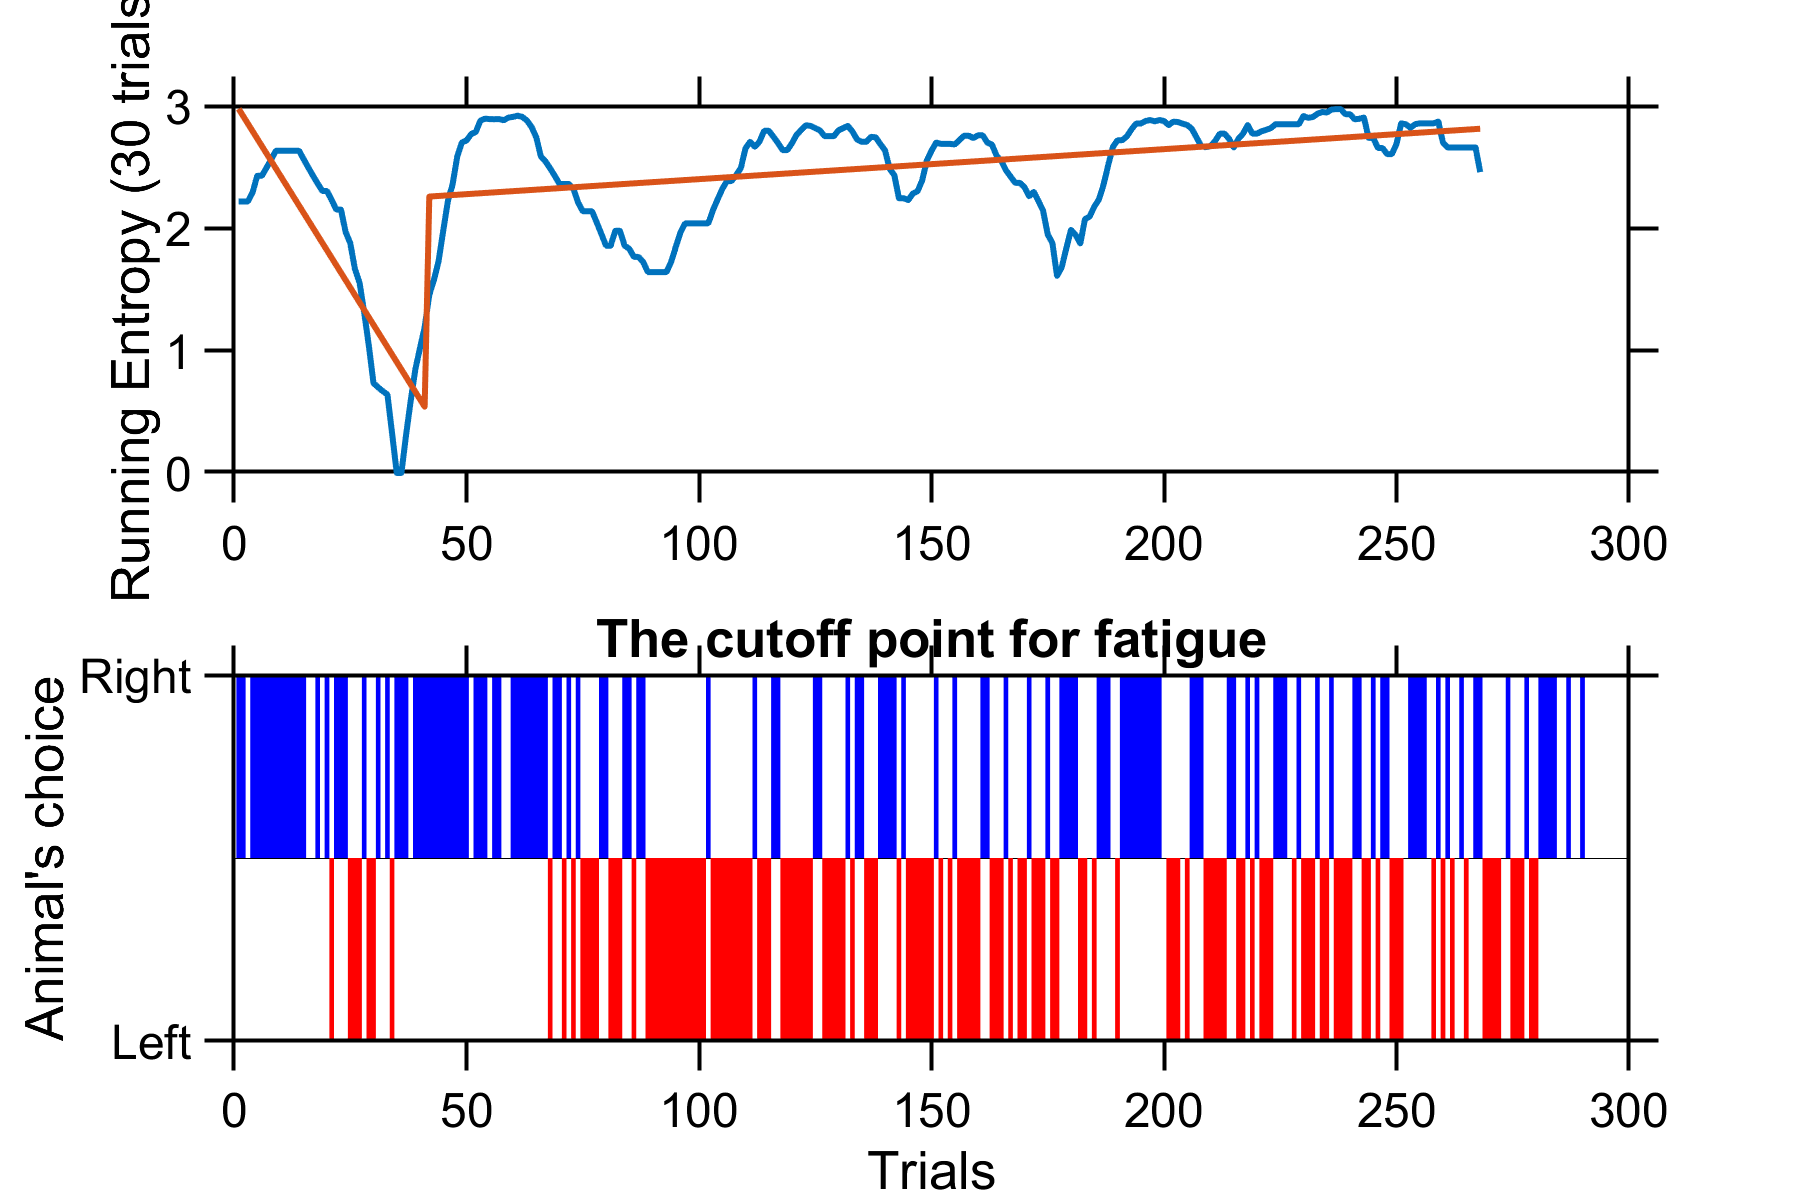 Running Entropy (30 trials
3
2
1
0
0 50 100 150 200 250 300
The cutoff point for fatigue
Animal's choice
Right
Left
0 50 100 150 200 250 300
Trials